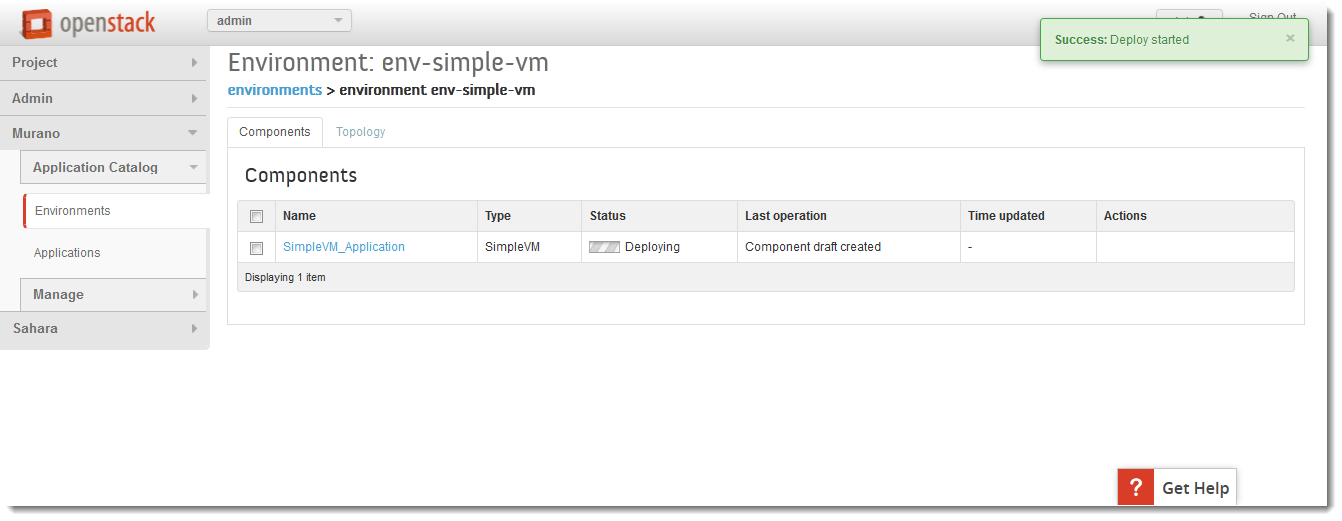 openstack
admin
Sign Out
Success: Deploy started ×
Project
Admin
Murano
Application Catalog
Environments
Applications
Manage
Sahara
Environment: env-simple-vm
environments > environment env-simple-vm
Components Topology
Components
Name Type Status Last operation Time updated Actions
SimpleVM_Application SimpleVM Deploying Component draft created -
Displaying 1 item
? Get Help